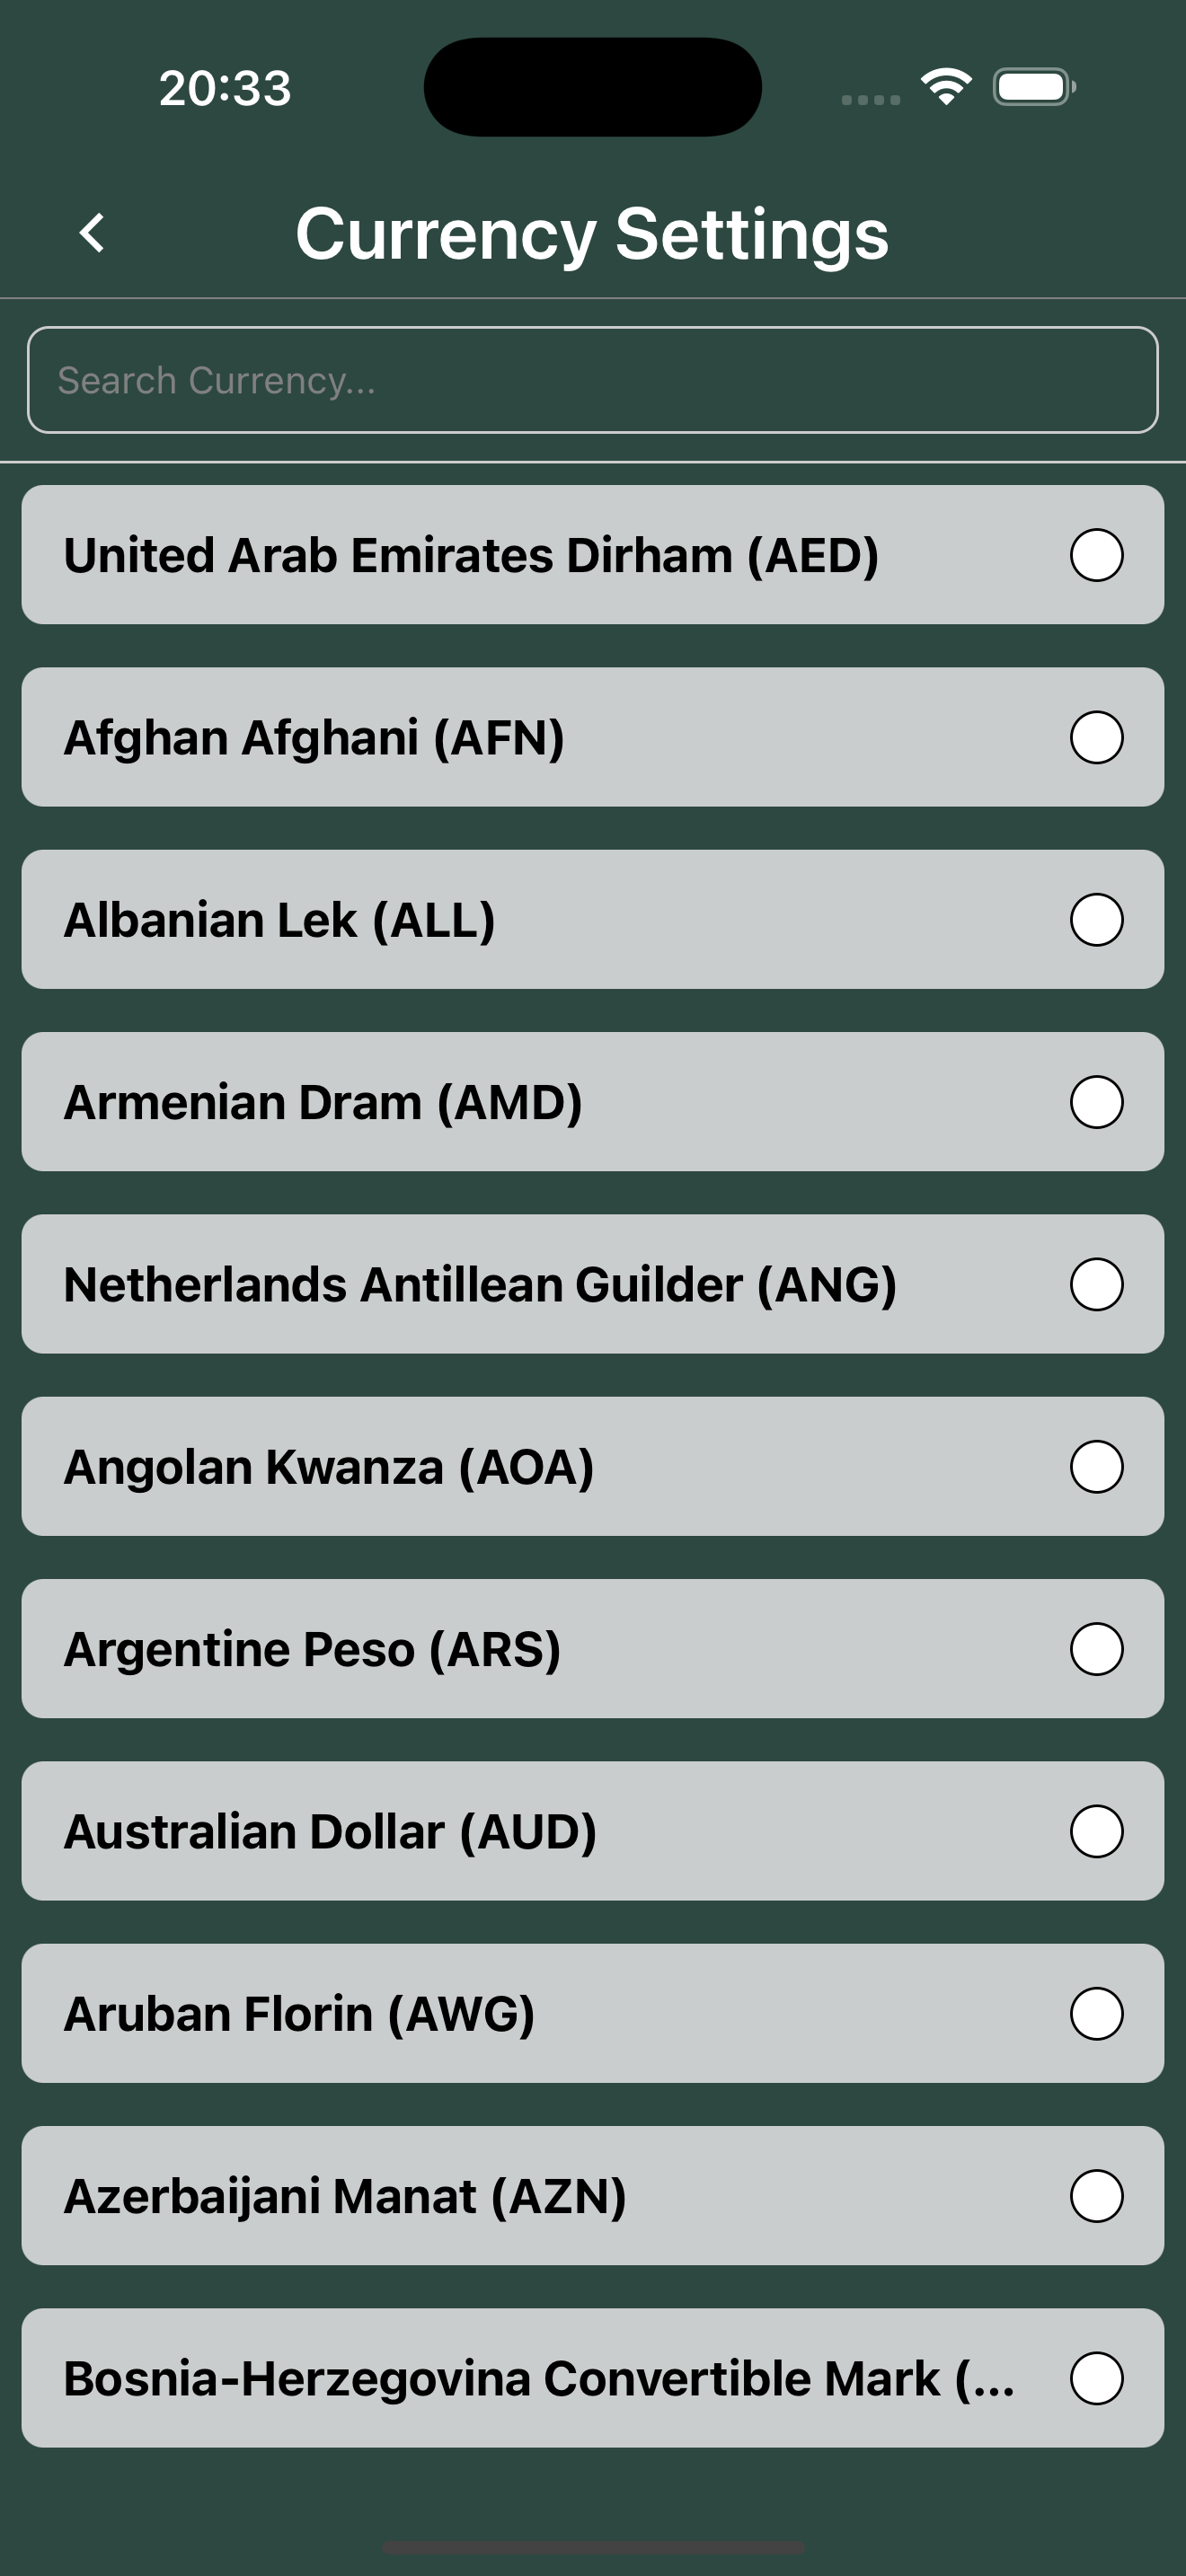 20:33
Currency Settings
Search Currency...
United Arab Emirates Dirham (AED)
Afghan Afghani (AFN)
Albanian Lek (ALL)
Armenian Dram (AMD)
Netherlands Antillean Guilder (ANG)
Angolan Kwanza (AOA)
Argentine Peso (ARS)
Australian Dollar (AUD)
Aruban Florin (AWG)
Azerbaijani Manat (AZN)
Bosnia-Herzegovina Convertible Mark (...